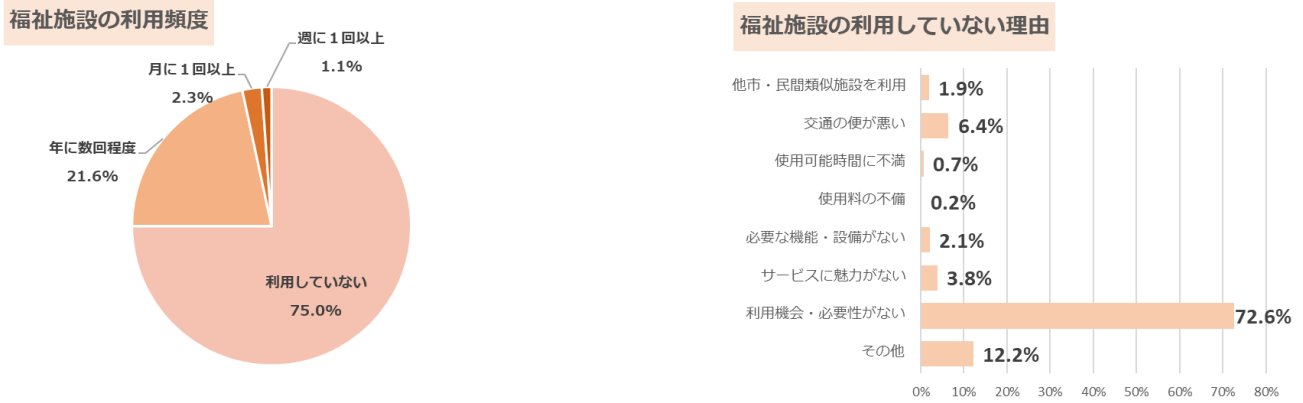 福祉施設の利用頻度
週に１回以上
1.1%
月に１回以上
2.3%
年に数回程度
21.6%
利用していない
75.0%
福祉施設の利用していない理由
他市・民間類似施設を利用 1.9%
交通の便が悪い 6.4%
使用可能時間に不満 0.7%
使用料の不備 0.2%
必要な機能・設備がない 2.1%
サービスに魅力がない 3.8%
利用機会・必要性がない 72.6%
その他 12.2%
0% 10% 20% 30% 40% 50% 60% 70% 80%